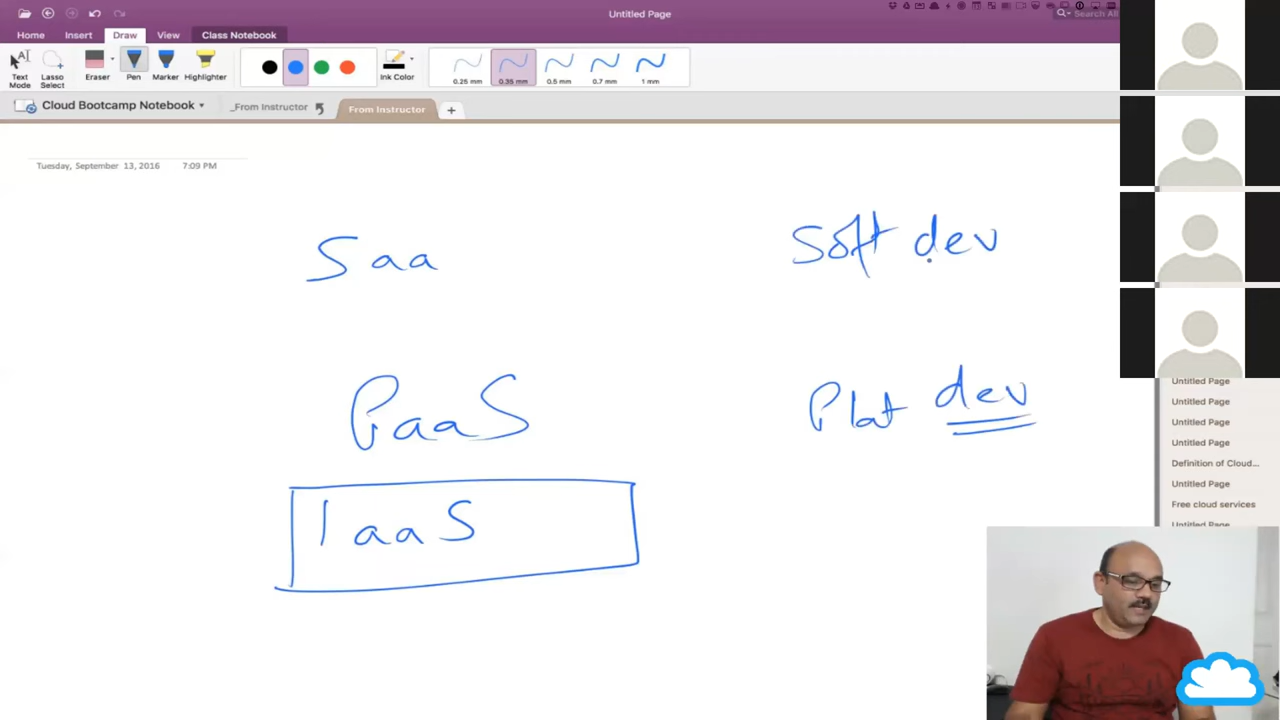 Untitled Page
Search All
Home Insert Draw View Class Notebook
Text Mode
Lasso Select
Eraser
Pen
Marker
Highlighter
Ink Color
0.25 mm
0.35 mm
0.5 mm
0.7 mm
1 mm
Cloud Bootcamp Notebook
_From Instructor
From Instructor
Tuesday, September 13, 2016 7:09 PM
Saa
Soft dev
PaaS
Plat dev
IaaS
Untitled Page
Untitled Page
Untitled Page
Untitled Page
Definition of Cloud...
Untitled Page
Free cloud services
Untitled Page